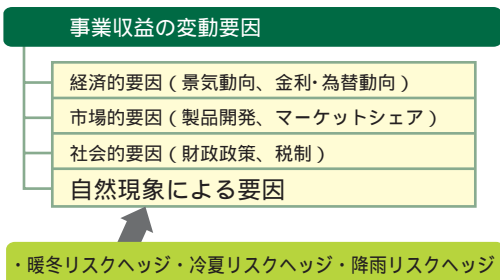 事業収益の変動要因
経済的要因(景気動向、金利･為替動向)
市場的要因(製品開発、マーケットシェア)
社会的要因(財政政策、税制)
自然現象による要因
・暖冬リスクヘッジ・冷夏リスクヘッジ・降雨リスクヘッジ